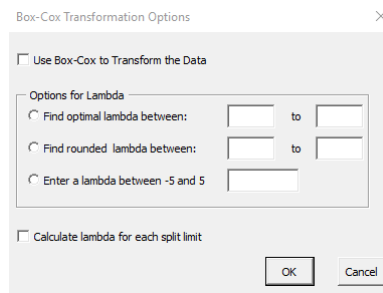 Box-Cox Transformation Options
Use Box-Cox to Transform the Data
Options for Lambda
Find optimal lambda between: to
Find rounded lambda between: to
Enter a lambda between -5 and 5
Calculate lambda for each split limit
OK Cancel